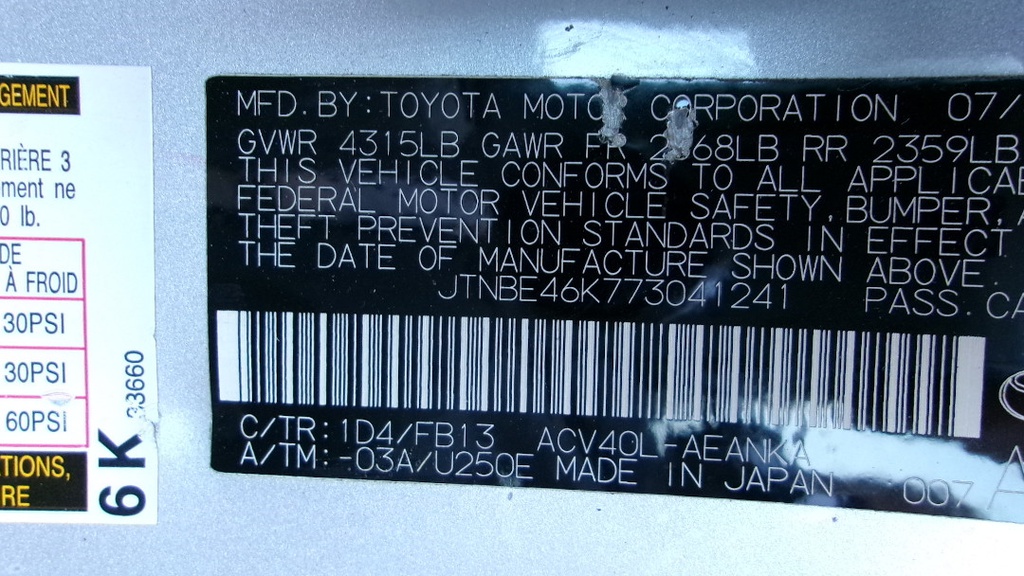 GEMENT
RIÈRE 3
ment ne
0 lb.
DE
À FROID
30PSI
30PSI
60PSI
TIONS,
RE
6K 33660
MFD. BY: TOYOTA MOTOR CORPORATION 07/
GVWR 4315LB GAWR FR 68LB RR 2359LB
THIS VEHICLE CONFORMS TO ALL APPLICAB
FEDERAL MOTOR VEHICLE SAFETY, BUMPER, A
THEFT PREVENTION STANDARDS IN EFFECT
THE DATE OF MANUFACTURE SHOWN ABOVE.
JTNBE46K773041241 PASS. CA
C/TR: 1D4/FB13 ACV40L-AEANKA
A/TM: -03A/U250E MADE IN JAPAN 007 A